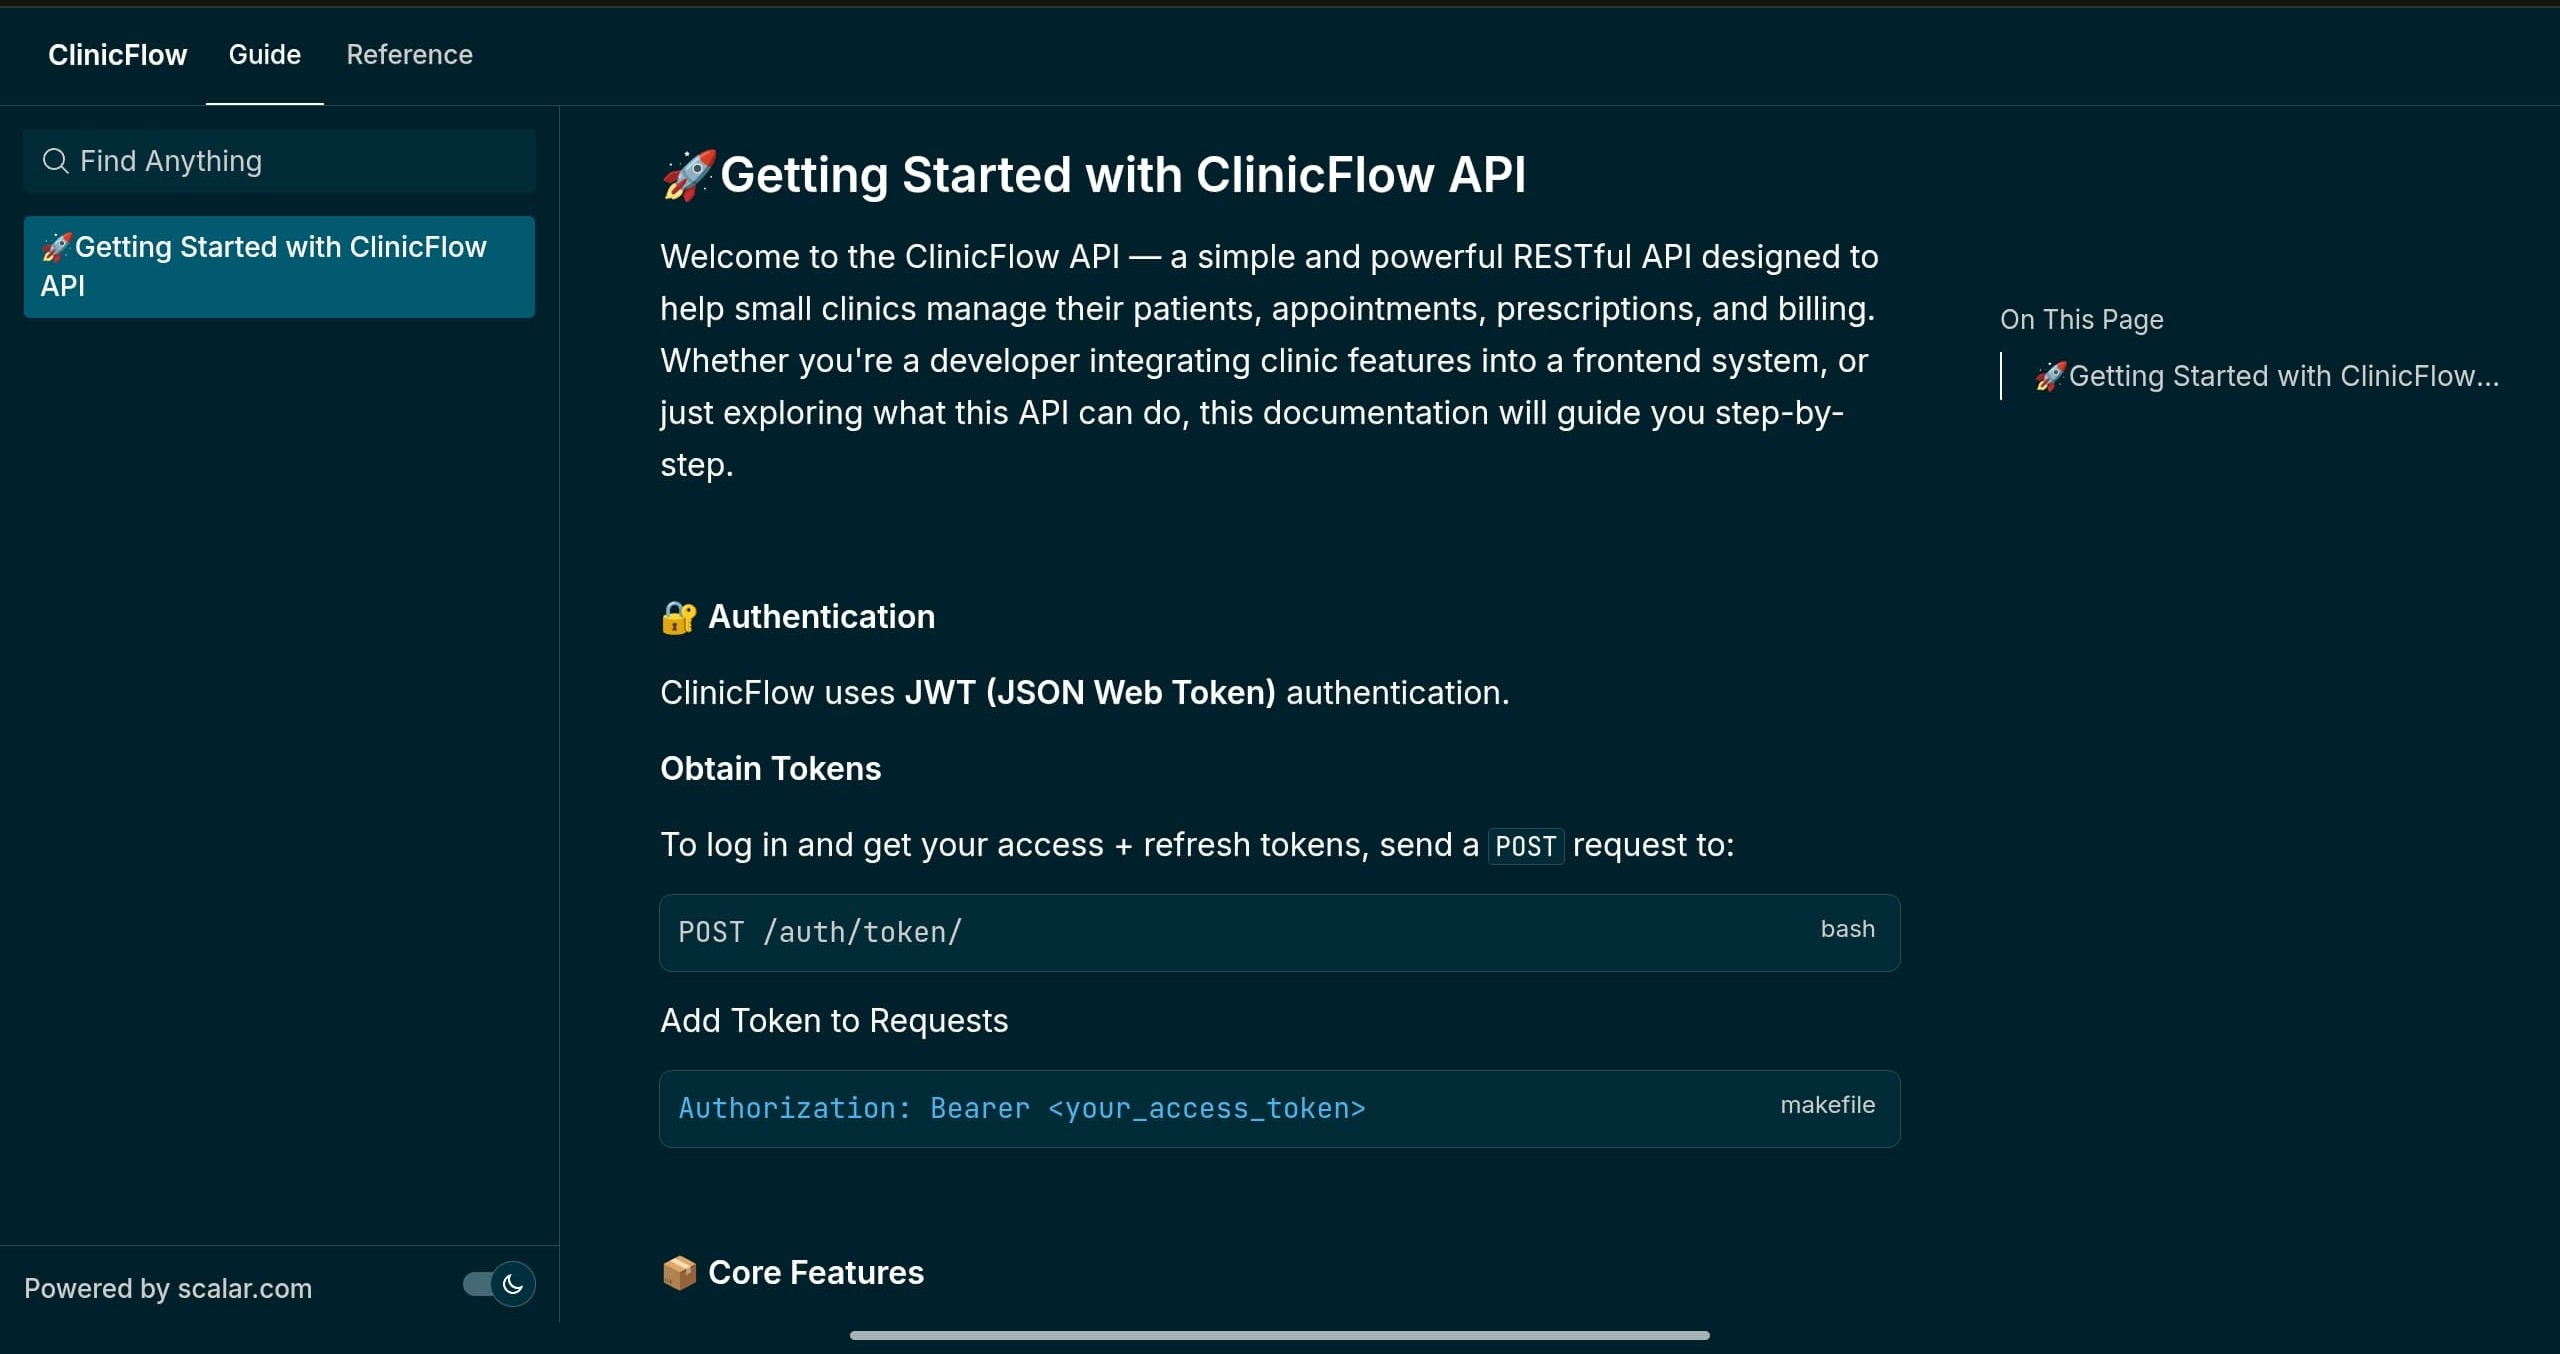 ClinicFlow Guide Reference
Find Anything
🚀Getting Started with ClinicFlow
API
Powered by scalar.com
🚀Getting Started with ClinicFlow API
Welcome to the ClinicFlow API — a simple and powerful RESTful API designed to
help small clinics manage their patients, appointments, prescriptions, and billing.
Whether you're a developer integrating clinic features into a frontend system, or
just exploring what this API can do, this documentation will guide you step-by-
step.
🔐 Authentication
ClinicFlow uses JWT (JSON Web Token) authentication.
Obtain Tokens
To log in and get your access + refresh tokens, send a POST request to:
POST /auth/token/ bash
Add Token to Requests
Authorization: Bearer <your_access_token> makefile
📦 Core Features
On This Page
🚀Getting Started with ClinicFlow...